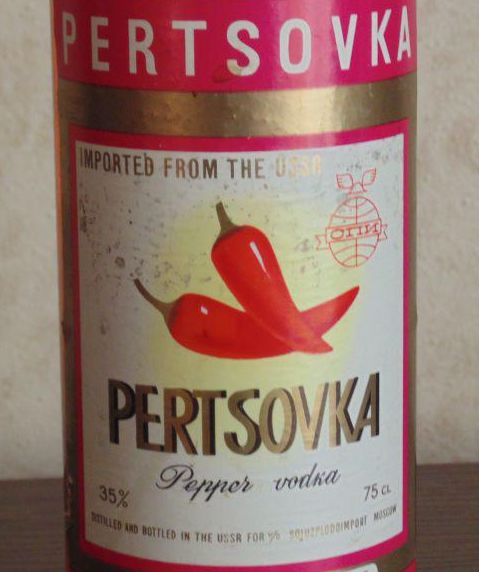 PERTSOVKA
IMPORTED FROM THE USSR
PERTSOVKA
Pepper vodka
35%
75 CL
DISTILLED AND BOTTLED IN THE USSR FOR V/O SOJUZPLODOIMPORT MOSCOW